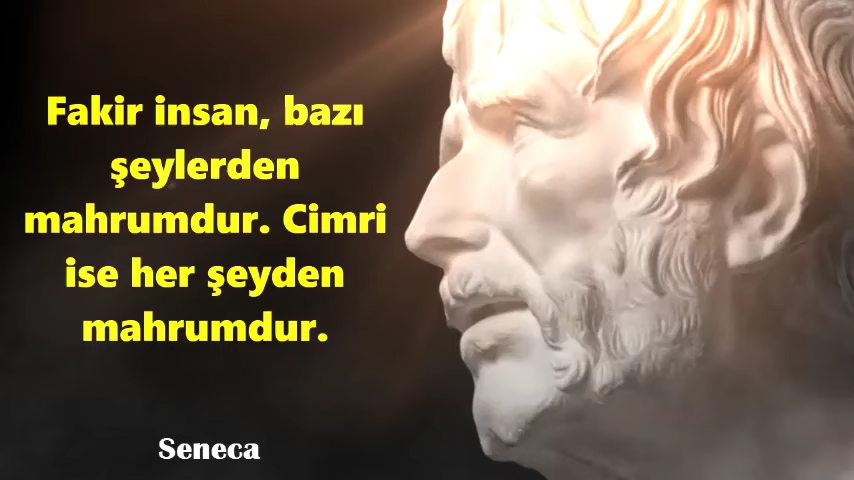 Fakir insan, bazı
şeylerden
mahrumdur. Cimri
ise her şeyden
mahrumdur.
Seneca